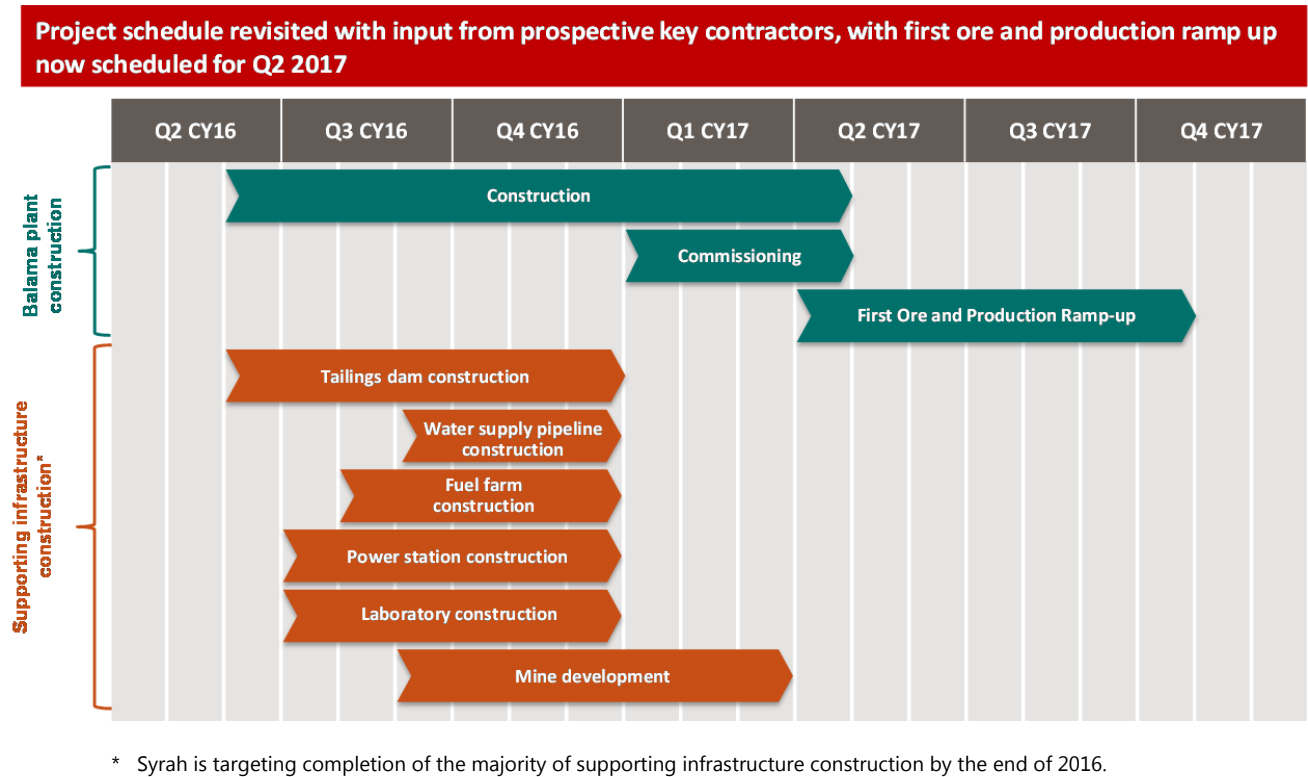 Project schedule revisited with input from prospective key contractors, with first ore and production ramp up
now scheduled for Q2 2017
Q2 CY16 Q3 CY16 Q4 CY16 Q1 CY17 Q2 CY17 Q3 CY17 Q4 CY17
Balama plant
construction
Construction
Commissioning
First Ore and Production Ramp-up
Supporting infrastructure
construction*
Tailings dam construction
Water supply pipeline
construction
Fuel farm
construction
Power station construction
Laboratory construction
Mine development
* Syrah is targeting completion of the majority of supporting infrastructure construction by the end of 2016.